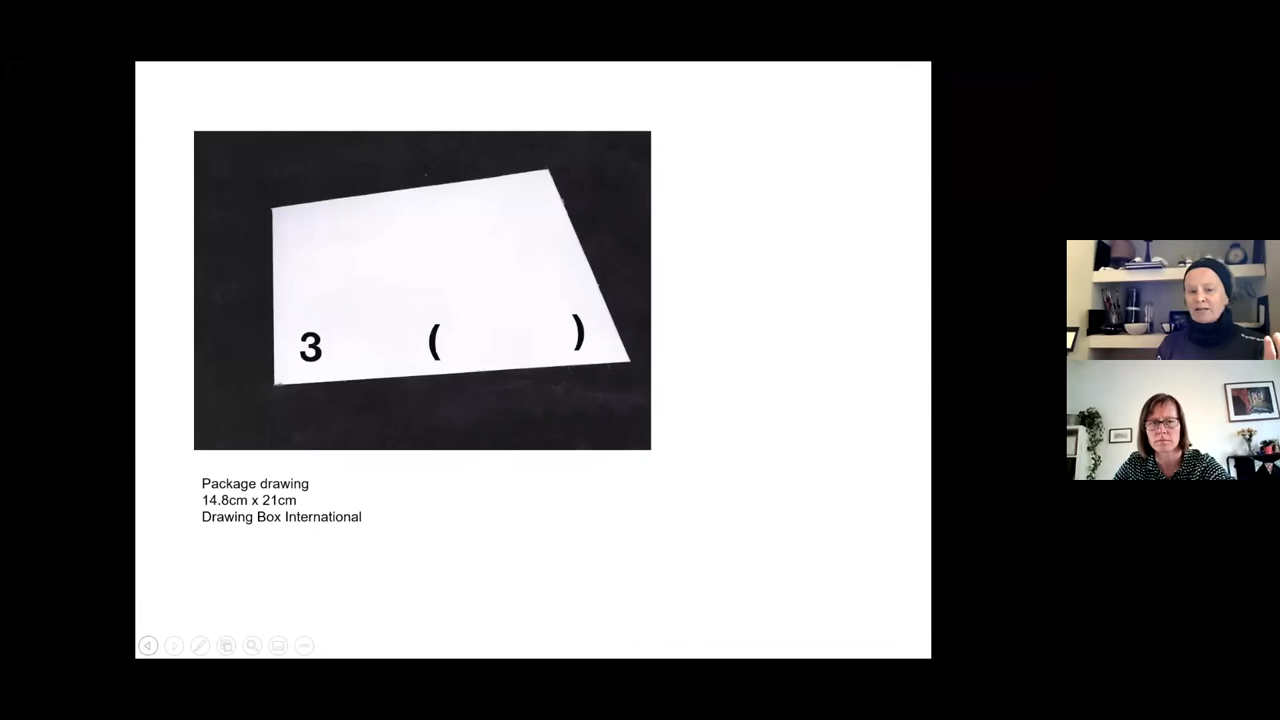 3 ( )
Package drawing
14.8cm x 21cm
Drawing Box International